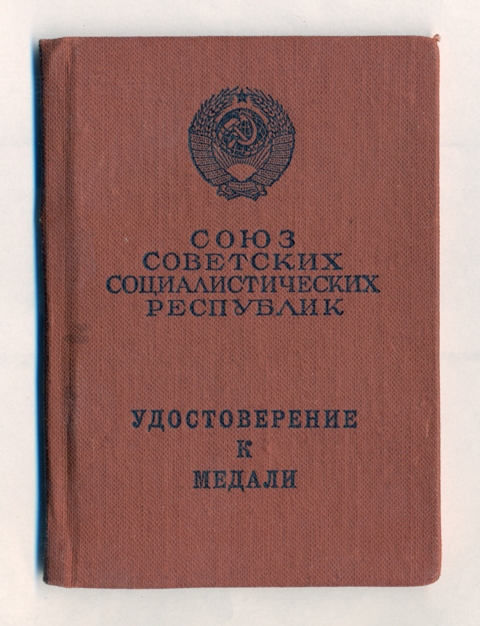 СОЮЗ
СОВЕТСКИХ
СОЦИАЛИСТИЧЕСКИХ
РЕСПУБЛИК
УДОСТОВЕРЕНИЕ
К
МЕДАЛИ